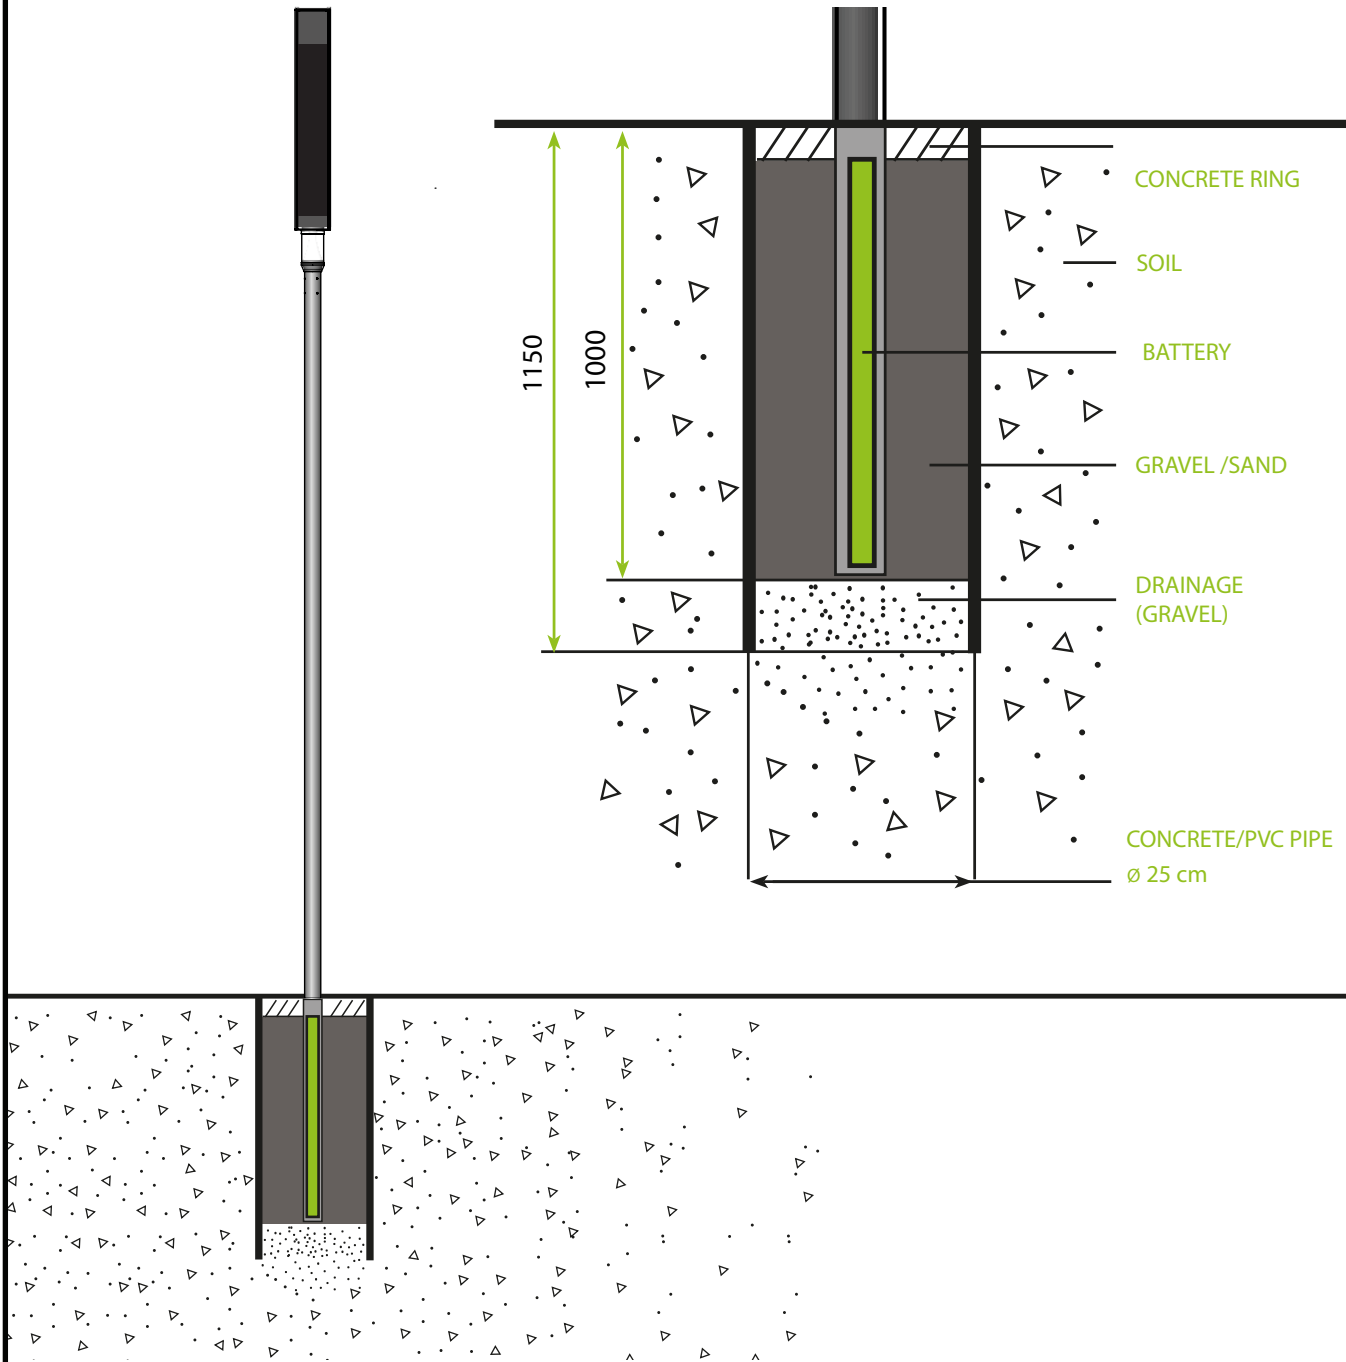 CONCRETE RING
SOIL
1150
1000
BATTERY
GRAVEL /SAND
DRAINAGE
(GRAVEL)
CONCRETE/PVC PIPE
Ø 25 cm